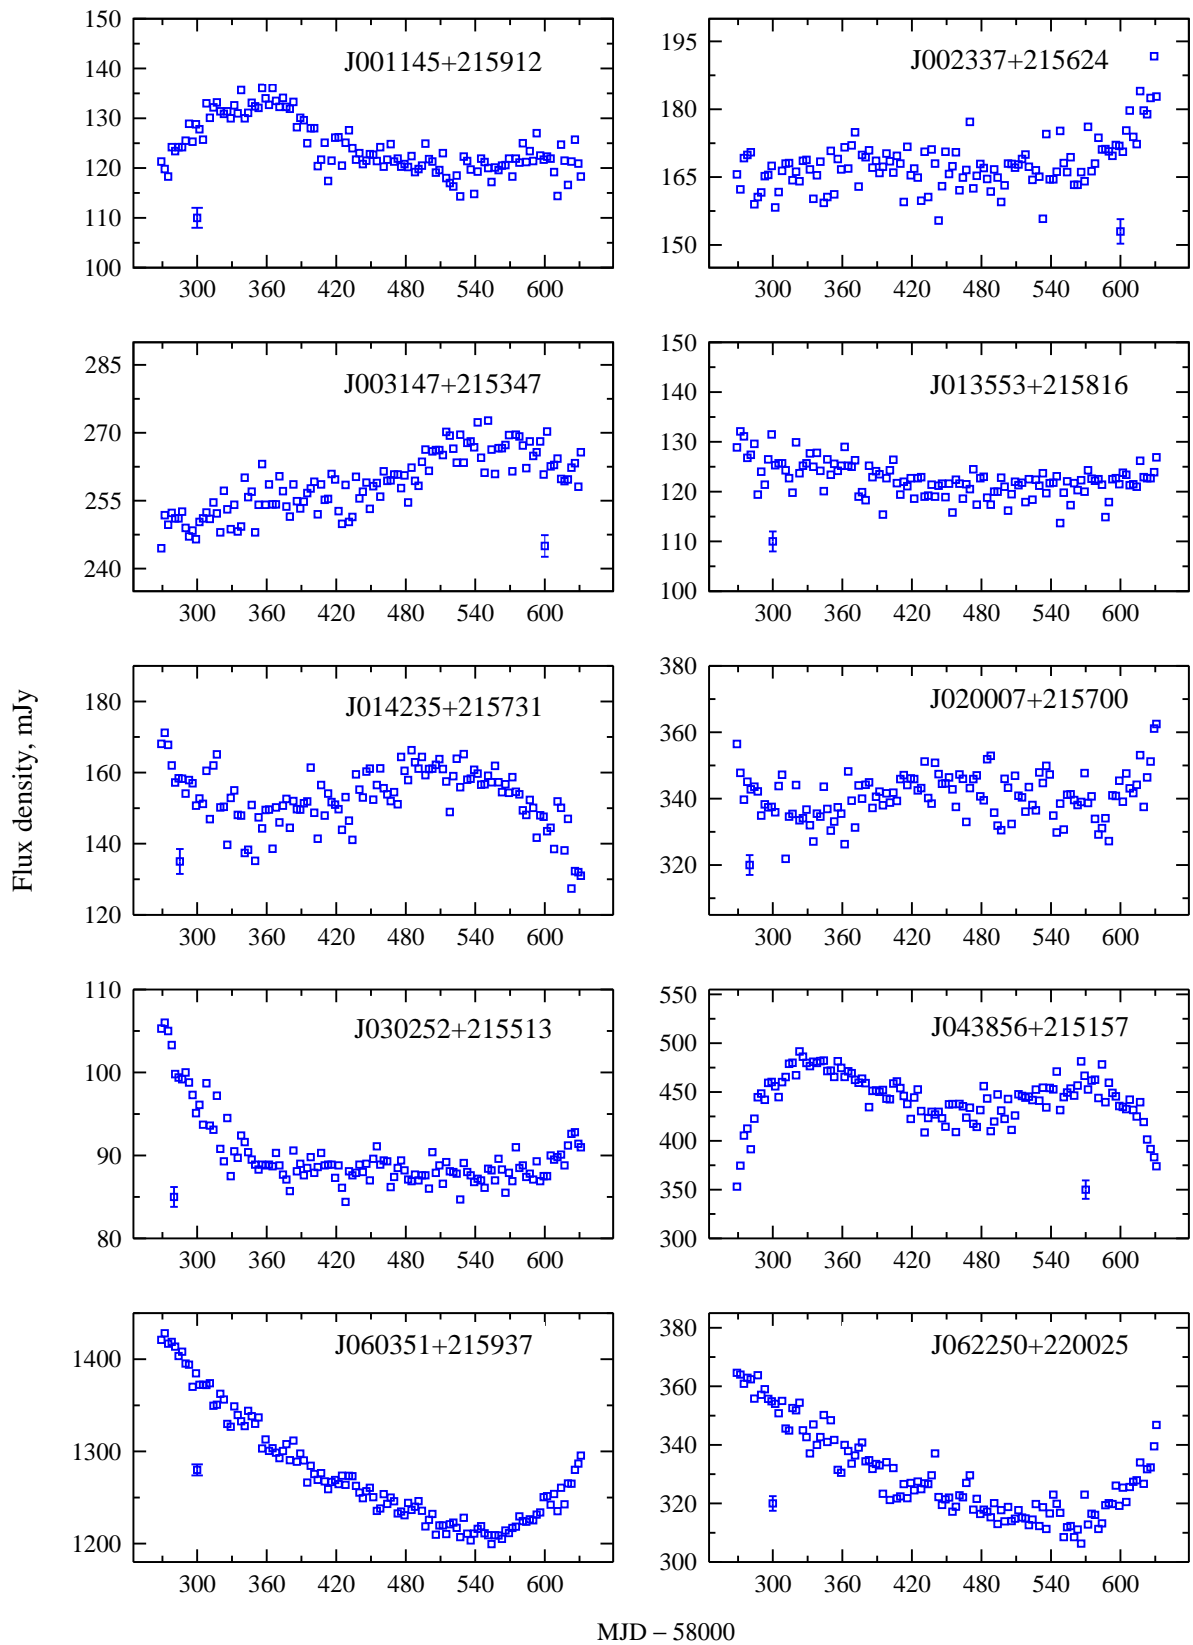 J001145+215912
150
140
130
120
110
100
300 360 420 480 540 600
J002337+215624
195
180
165
150
300 360 420 480 540 600
J003147+215347
285
270
255
240
300 360 420 480 540 600
J013553+215816
150
140
130
120
110
100
300 360 420 480 540 600
Flux density, mJy
J014235+215731
180
160
140
120
300 360 420 480 540 600
J020007+215700
380
360
340
320
300 360 420 480 540 600
J030252+215513
110
100
90
80
300 360 420 480 540 600
J043856+215157
550
500
450
400
350
300
300 360 420 480 540 600
J060351+215937
1400
1300
1200
300 360 420 480 540 600
J062250+220025
380
360
340
320
300
300 360 420 480 540 600
MJD – 58000